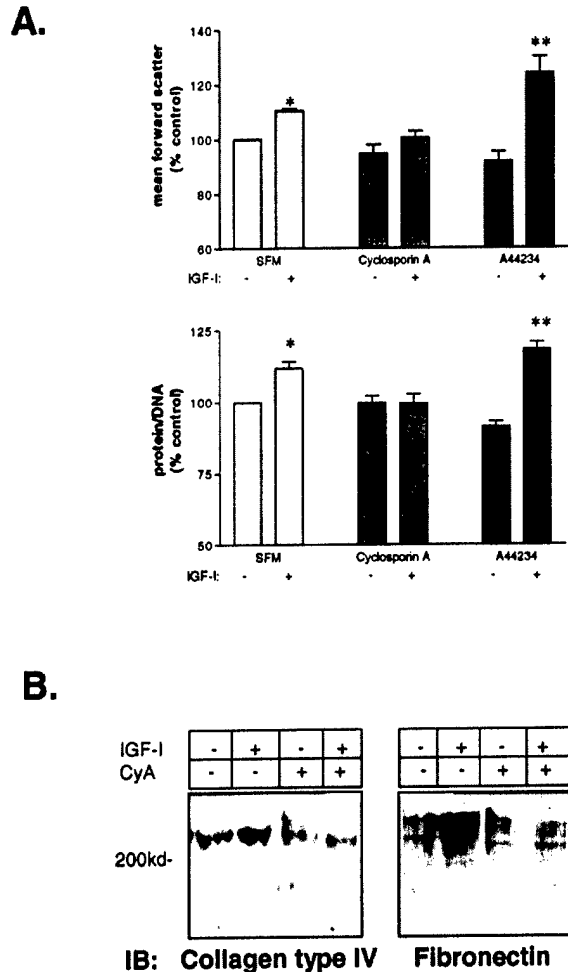 A.
mean forward scatter
(% control)
140
120
100
80
60
*
**
SFM
Cyclosporin A
A44234
IGF-I: - + - + - +
protein/DNA
(% control)
125
100
75
50
*
**
SFM
Cyclosporin A
A44234
IGF-I: - + - + - +
B.
IGF-I - + - + - + - +
CyA - - + + - - + +
200kd-
IB: Collagen type IV Fibronectin